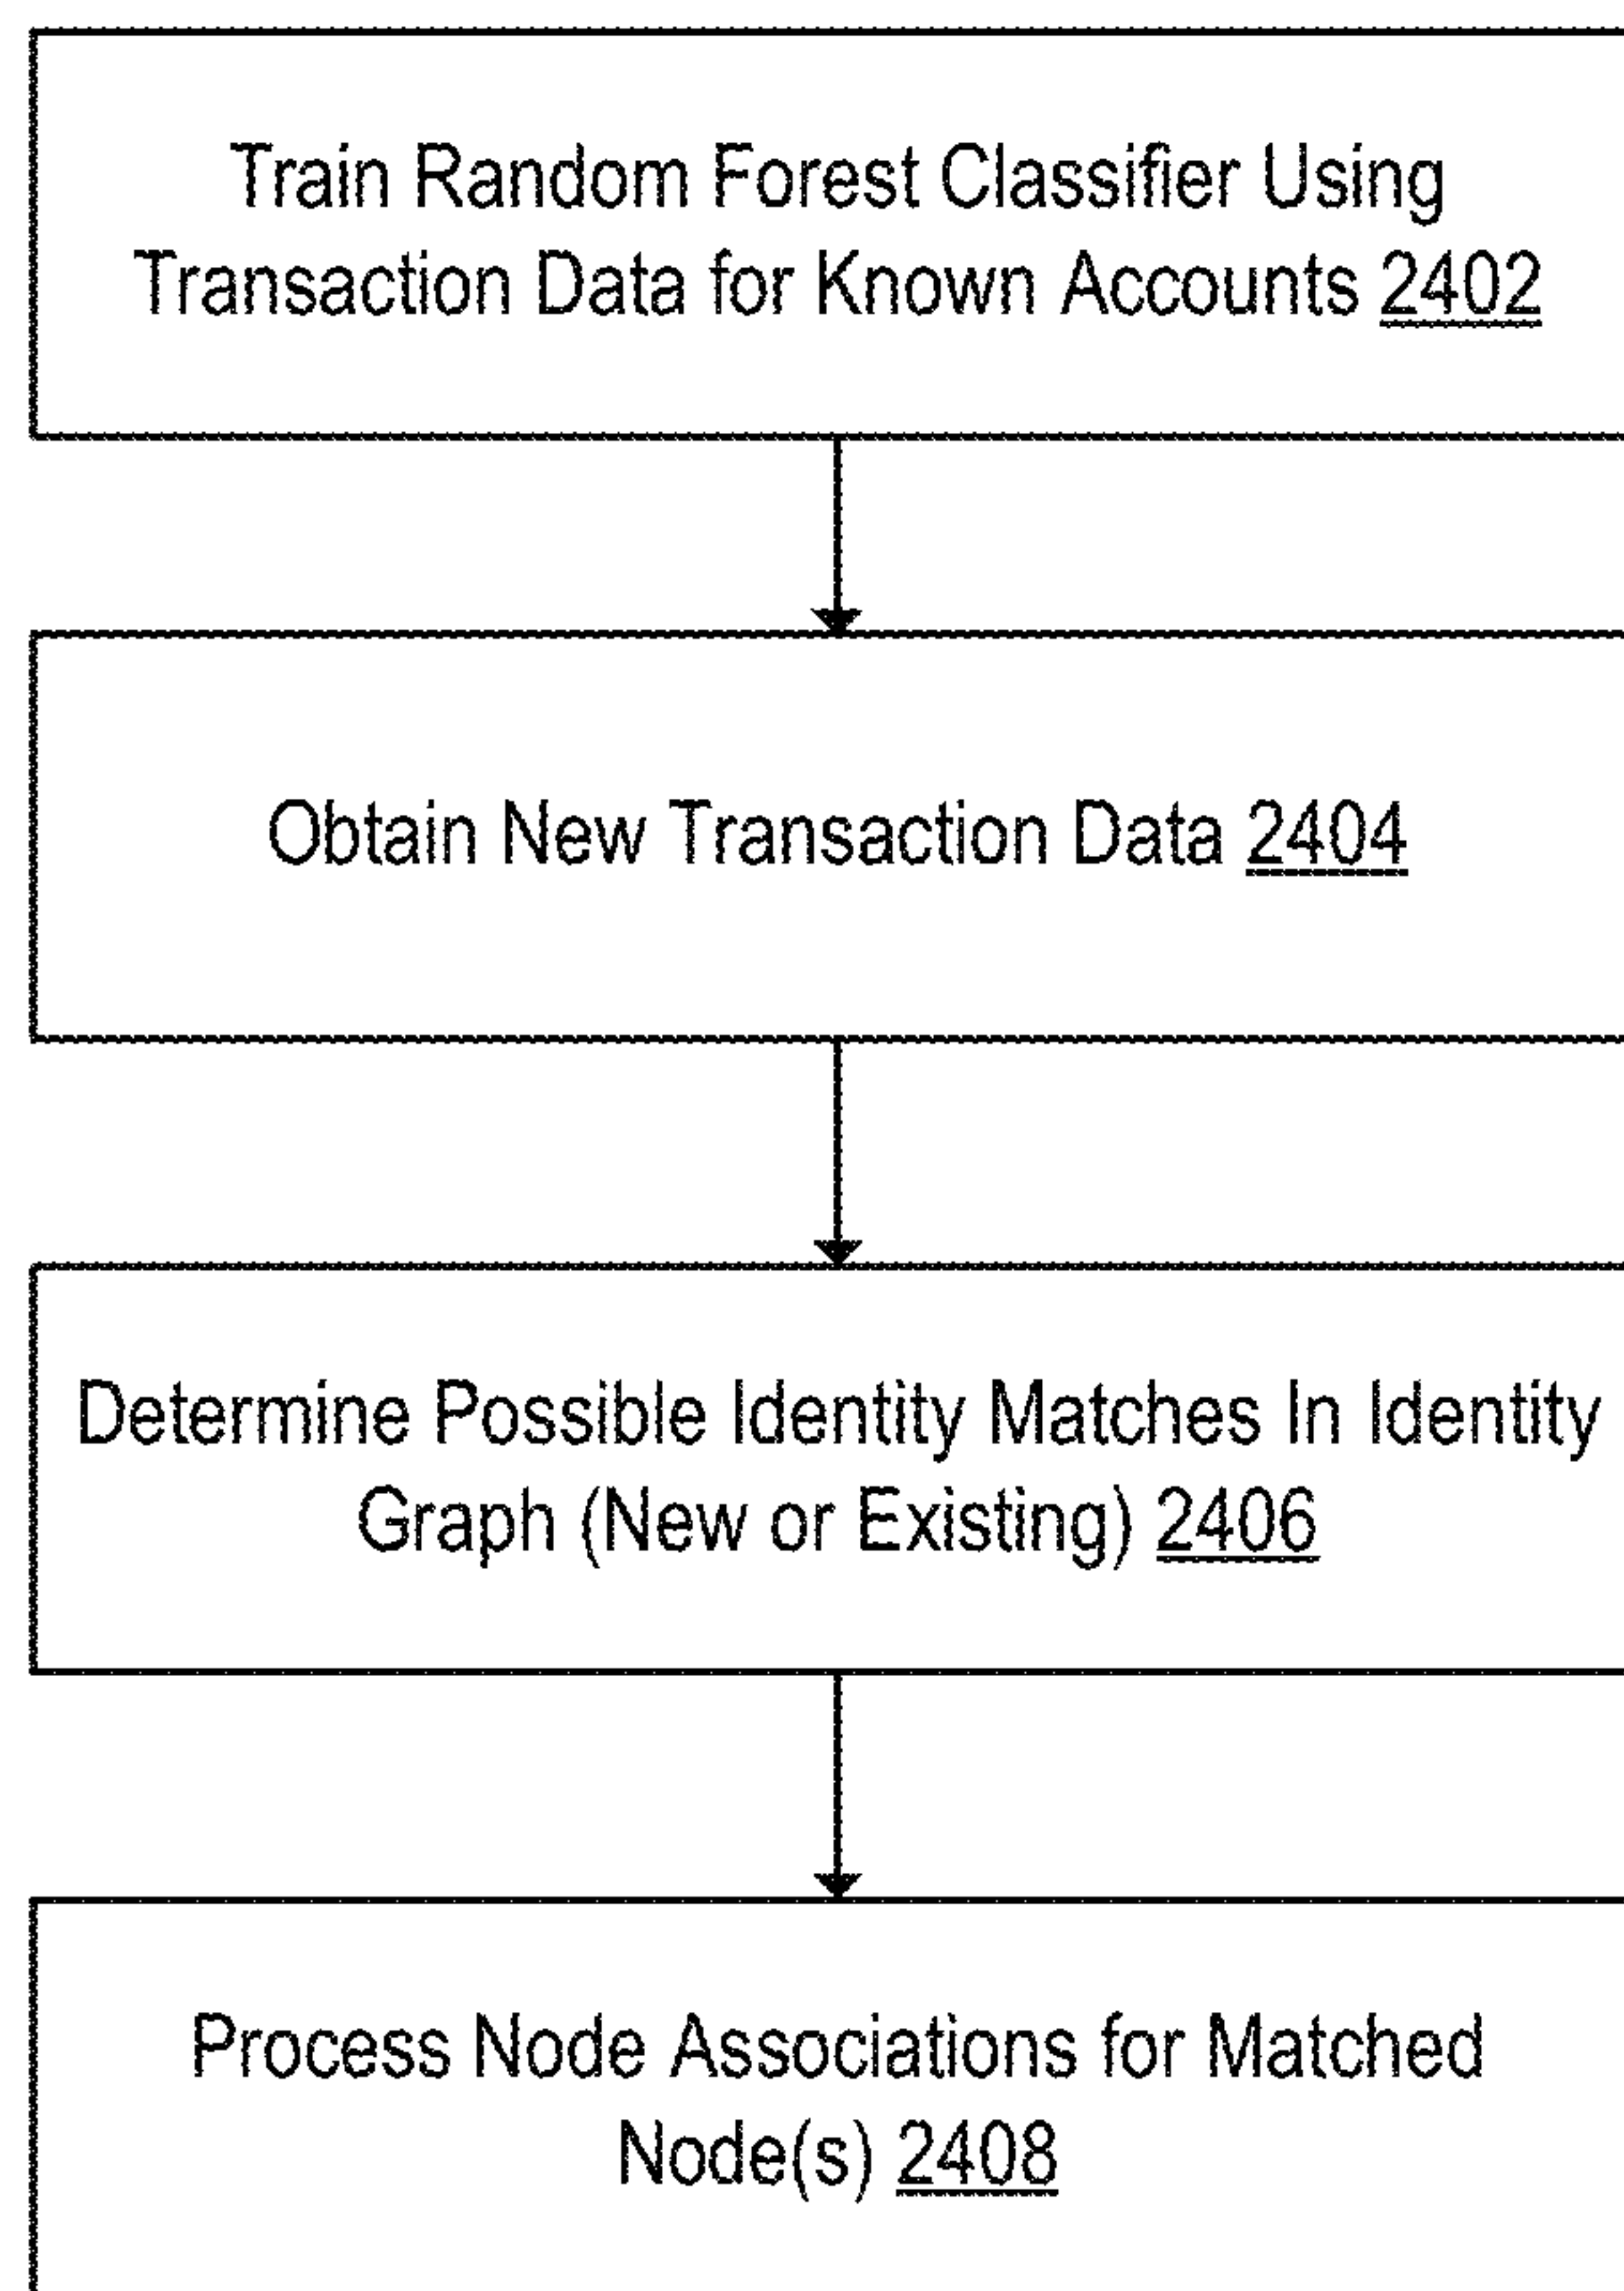 Train Random Forest Classifier Using
Transaction Data for Known Accounts 2402
Obtain New Transaction Data 2404
Determine Possible Identity Matches In Identity
Graph (New or Existing) 2406
Process Node Associations for Matched
Node(s) 2408